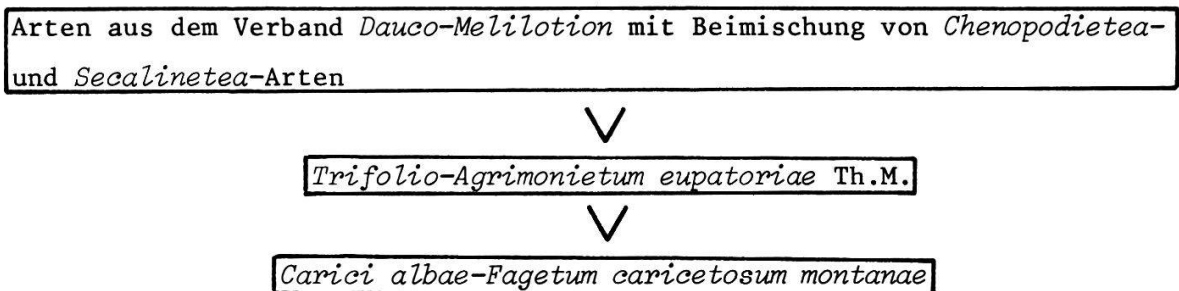 Arten aus dem Verband Dauco-Melilotion mit Beimischung von Chenopodietea-
und Secalinetea-Arten
Trifolio-Agrimonietum eupatoriae Th.M.
Carici albae-Fagetum caricetosum montanae